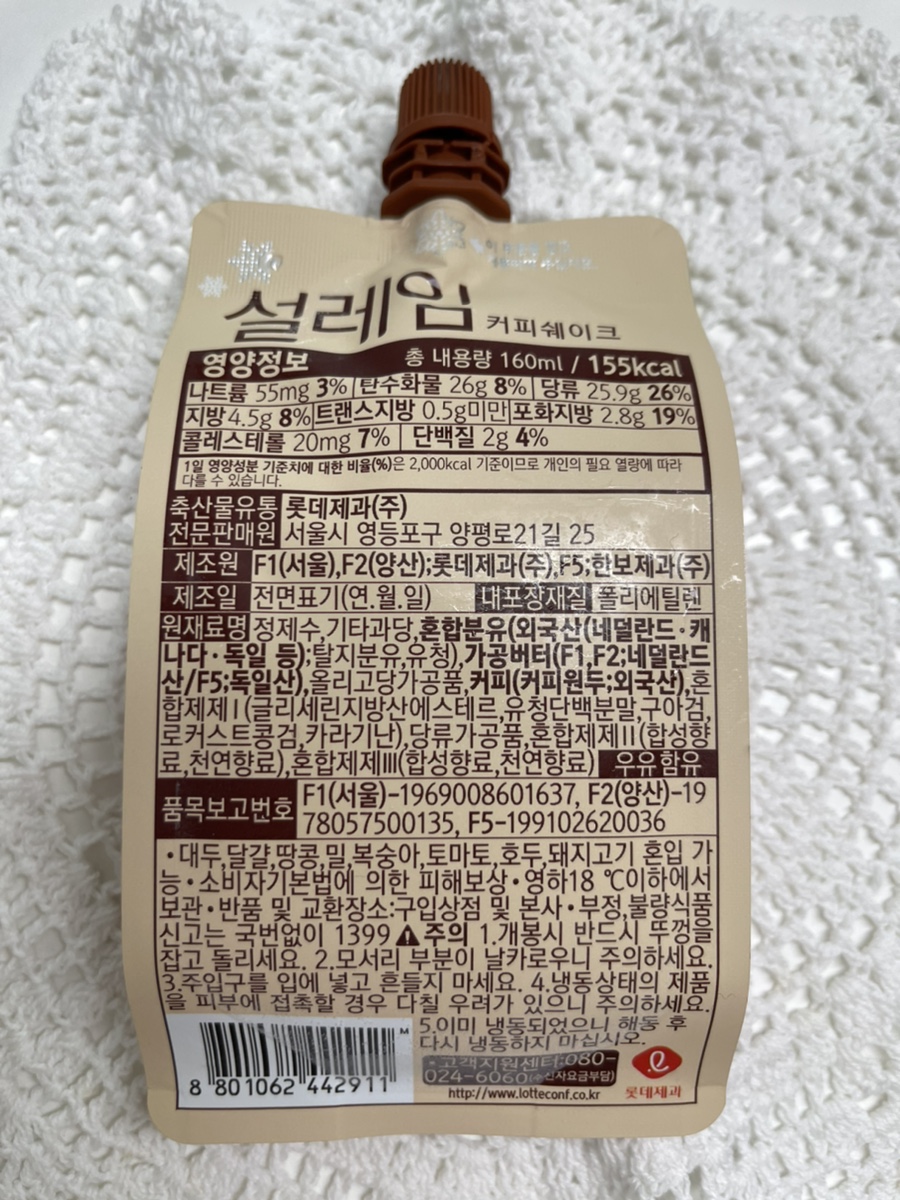 설레임 커피쉐이크
영양정보 총 내용량 160ml / 155kcal
나트륨 55mg 3% 탄수화물 26g 8% 당류 25.9g 26%
지방 4.5g 8% 트랜스지방 0.5g미만 포화지방 2.8g 19%
콜레스테롤 20mg 7% 단백질 2g 4%
1일 영양성분 기준치에 대한 비율(%)은 2,000kcal 기준이므로 개인의 필요 열량에 따라
다를 수 있습니다.
축산물유통 롯데제과(주)
전문판매원 서울시 영등포구 양평로21길 25
제조원 F1(서울),F2(양산);롯데제과(주),F5;한보제과(주)
제조일 전면표기(연.월.일) 내포장재질 폴리에틸렌
원재료명 정제수,기타과당,혼합분유(외국산(네덜란드·캐
나다·독일 등);탈지분유,유청),가공버터(F1,F2;네덜란드
산/F5;독일산),올리고당가공품,커피(커피원두;외국산),혼
합제제Ⅰ(글리세린지방산에스테르,유청단백분말,구아검,
로커스트콩검,카라기난),당류가공품,혼합제제Ⅱ(합성향
료,천연향료),혼합제제Ⅲ(합성향료,천연향료) 우유 함유
품목보고번호 F1(서울)-1969008601637, F2(양산)-19
78057500135, F5-199102620036
·대두,달걀,땅콩,밀,복숭아,토마토,호두,돼지고기 혼입 가
능·소비자기본법에 의한 피해보상·영하18 ℃이하에서
보관·반품 및 교환장소:구입상점 및 본사·부정,불량식품
신고는 국번없이 1399 ⚠주의 1.개봉시 반드시 뚜껑을
잡고 돌리세요. 2.모서리 부분이 날카로우니 주의하세요.
3.주입구를 입에 넣고 흔들지 마세요. 4.냉동상태의 제품
을 피부에 접촉할 경우 다칠 우려가 있으니 주의하세요.
5.이미 냉동되었으니 해동 후
다시 냉동하지 마십시오.
·고객지원센터:080-
024-6060(수신자요금부담)
http://www.lotteconf.co.kr
롯데제과
8 801062 442911 M